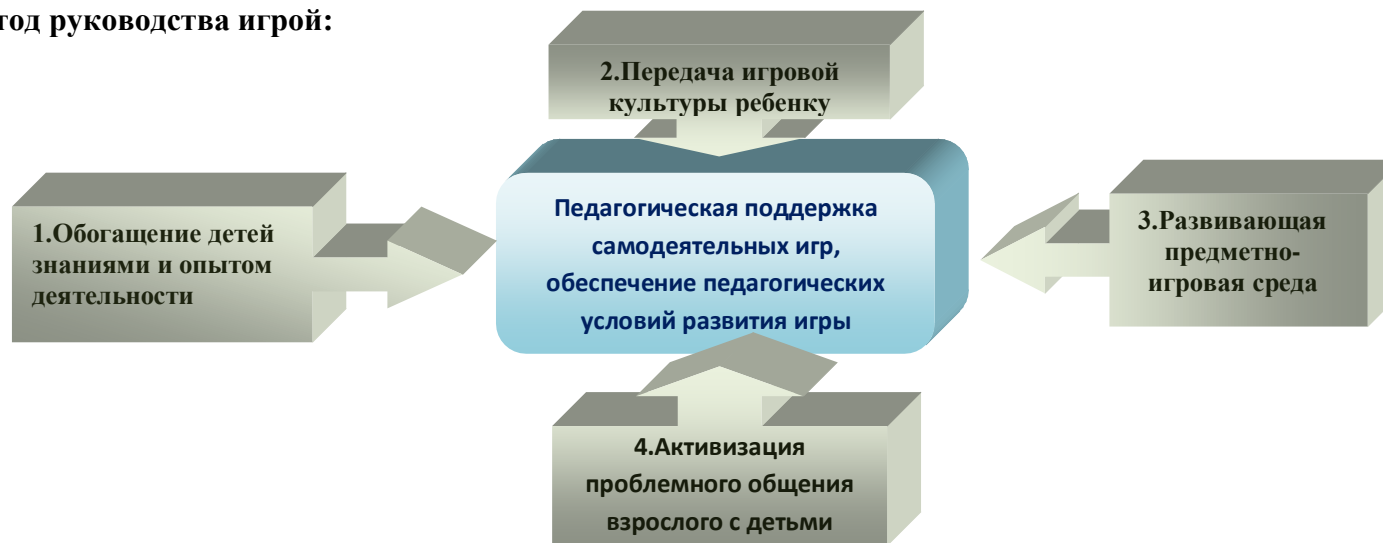 тод руководства игрой:
2.Передача игровой
культуры ребенку
1.Обогащение детей
знаниями и опытом
деятельности
Педагогическая поддержка
самодеятельных игр,
обеспечение педагогических
условий развития игры
3.Развивающая
предметно-
игровая среда
4.Активизация
проблемного общения
взрослого с детьми